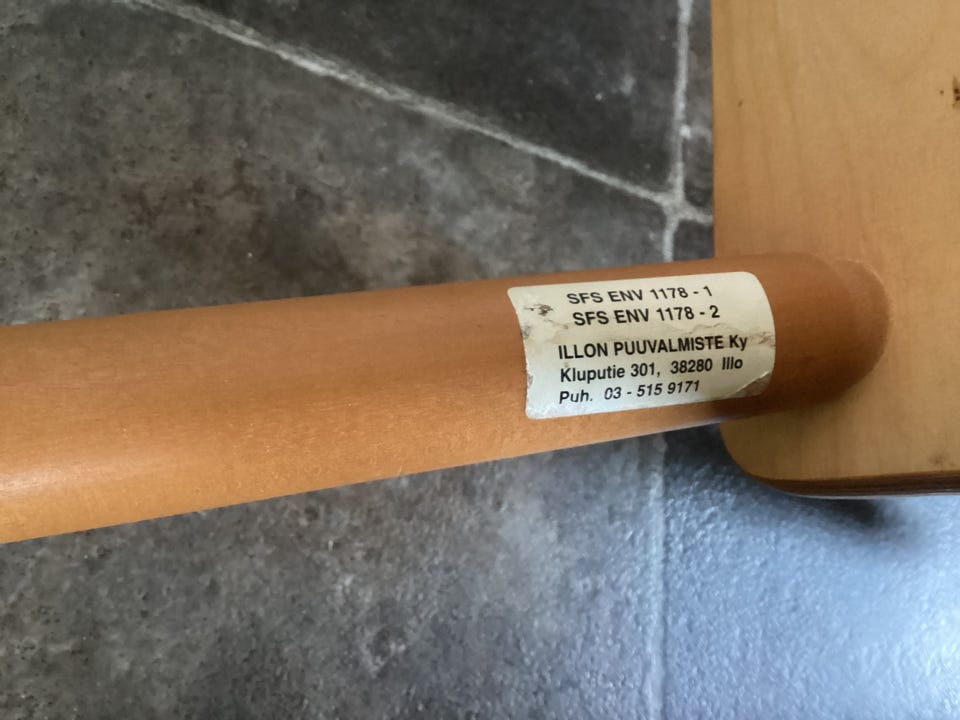 SFS ENV 1178 - 1
SFS ENV 1178 - 2
ILLON PUUVALMISTE Ky
Kluputie 301, 38280 Illo
Puh. 03 - 515 9171